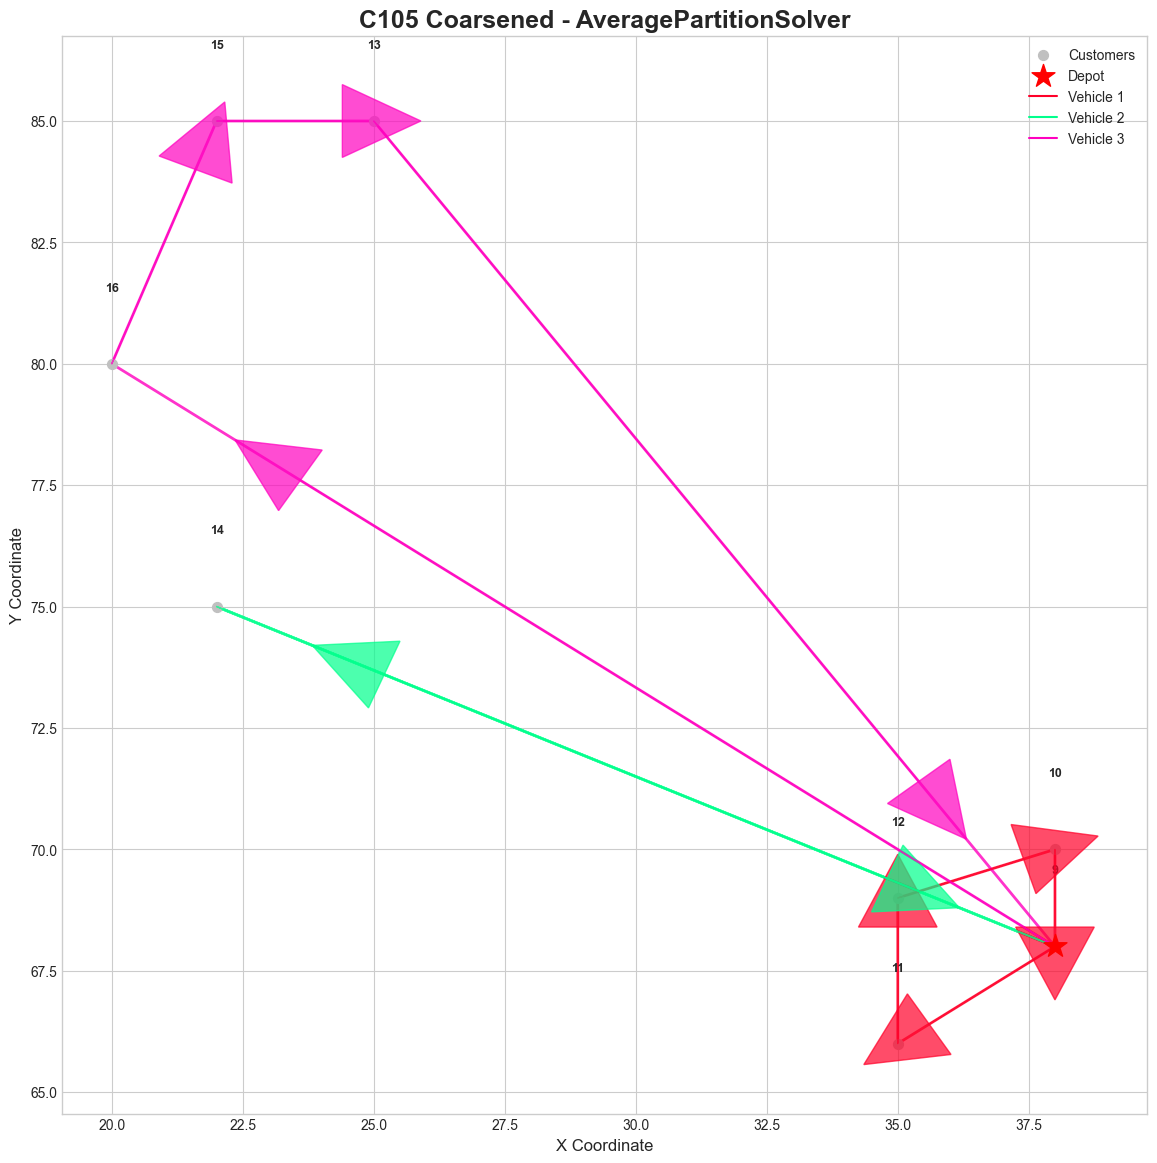 C105 Coarsened - AveragePartitionSolver
15
13
Customers
Depot
Vehicle 1
Vehicle 2
Vehicle 3
85.0
82.5
16
80.0
77.5
14
75.0
72.5
10
12
70.0
9
11
67.5
65.0
Y Coordinate
20.0 22.5 25.0 27.5 30.0 32.5 35.0 37.5
X Coordinate